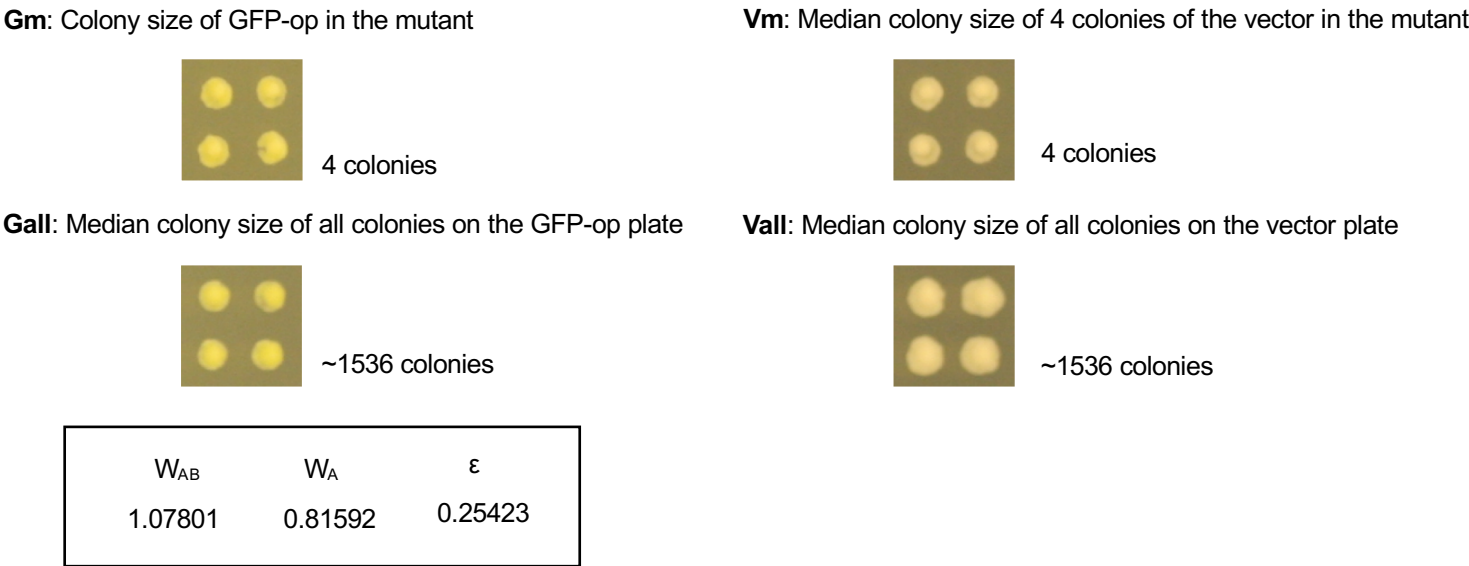 Gm: Colony size of GFP-op in the mutant
4 colonies
Vm: Median colony size of 4 colonies of the vector in the mutant
4 colonies
Gall: Median colony size of all colonies on the GFP-op plate
~1536 colonies
Vall: Median colony size of all colonies on the vector plate
~1536 colonies
WAB WA ε
1.07801 0.81592 0.25423